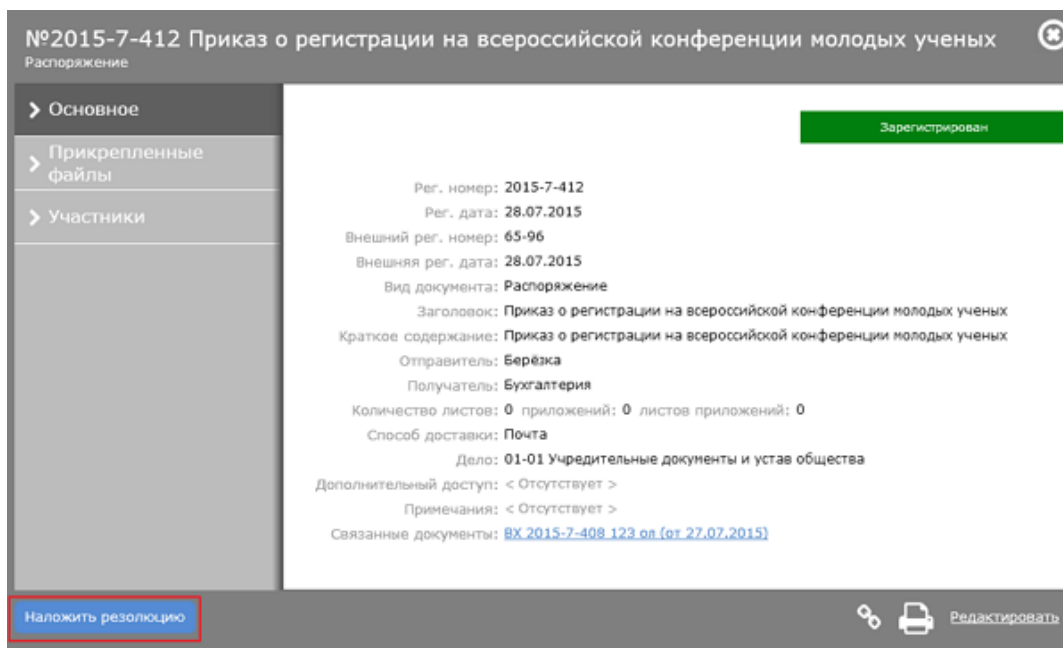 №2015-7-412 Приказ о регистрации на всероссийской конференции молодых ученых
Распоряжение
Основное
Прикрепленные
файлы
Участники
Зарегистрирован
Рег. номер: 2015-7-412
Рег. дата: 28.07.2015
Внешний рег. номер: 65-96
Внешняя рег. дата: 28.07.2015
Вид документа: Распоряжение
Заголовок: Приказ о регистрации на всероссийской конференции молодых ученых
Краткое содержание: Приказ о регистрации на всероссийской конференции молодых ученых
Отправитель: Берёзка
Получатель: Бухгалтерия
Количество листов: 0 приложений: 0 листов приложений: 0
Способ доставки: Почта
Дело: 01-01 Учредительные документы и устав общества
Дополнительный доступ: < Отсутствует >
Примечания: < Отсутствует >
Связанные документы: ВХ 2015-7-408 123 ол (от 27.07.2015)
Наложить резолюцию
Редактировать